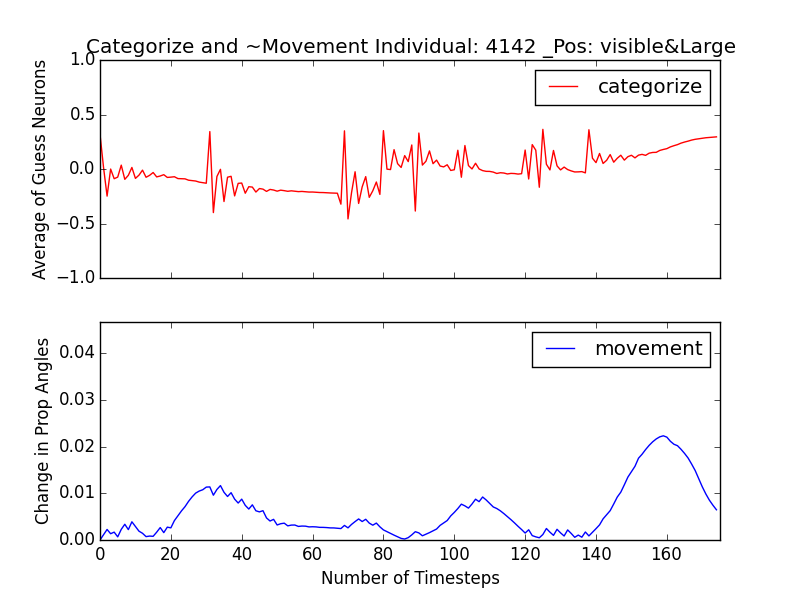 Categorize and ~Movement Individual: 4142 _Pos: visible&Large
1.0
0.5
0.0
−0.5
−1.0
Average of Guess Neurons
categorize
0.04
0.03
0.02
0.01
0.00
Change in Prop Angles
movement
0 20 40 60 80 100 120 140 160
Number of Timesteps